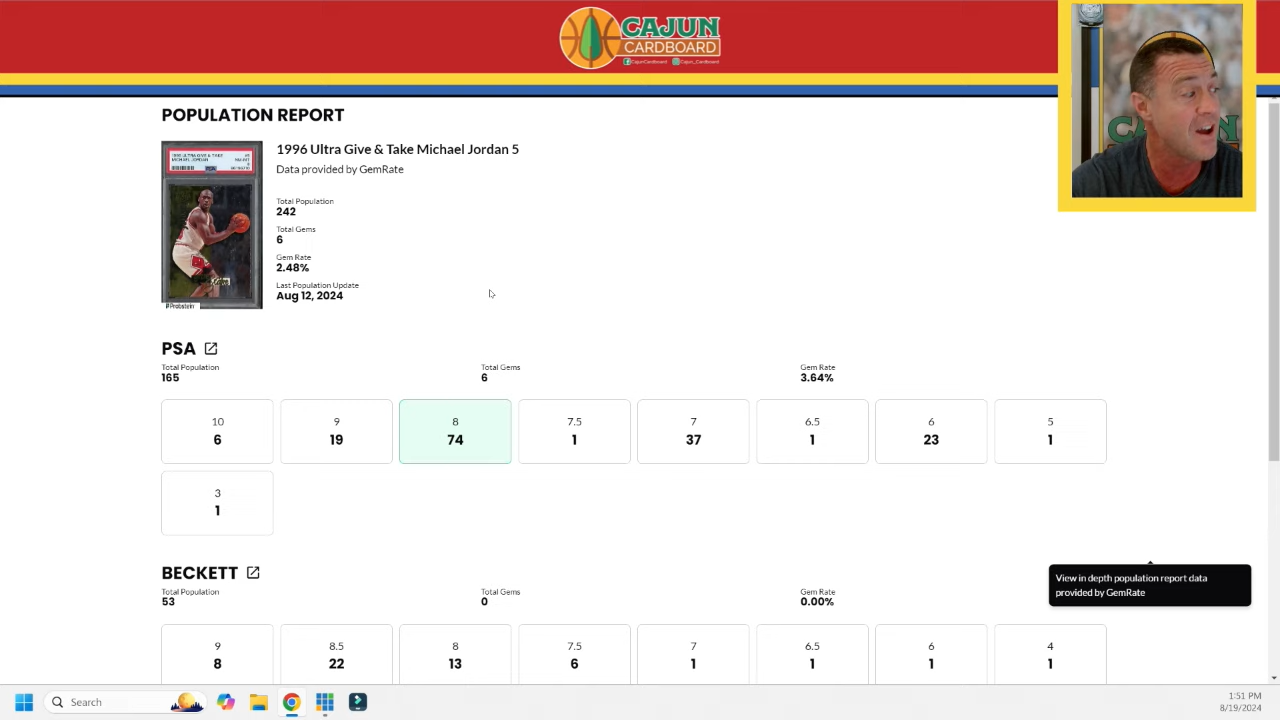 CAJUN
CARDBOARD
CajunCardboard Cajun_Cardboard
POPULATION REPORT
1996 Ultra Give & Take Michael Jordan 5
Data provided by GemRate
Total Population
242
Total Gems
6
Gem Rate
2.48%
Last Population Update
Aug 12, 2024
MICHAEL JORDAN
Probstein
PSA
Total Population Total Gems Gem Rate
165 6 3.64%
10 9 8 7.5 7 6.5 6 5
6 19 74 1 37 1 23 1
3
1
BECKETT
View in depth population report data
provided by GemRate
Total Population Total Gems Gem Rate
53 0 0.00%
9 8.5 8 7.5 7 6.5 6 4
8 22 13 6 1 1 1 1
Search
1:51 PM
8/19/2024